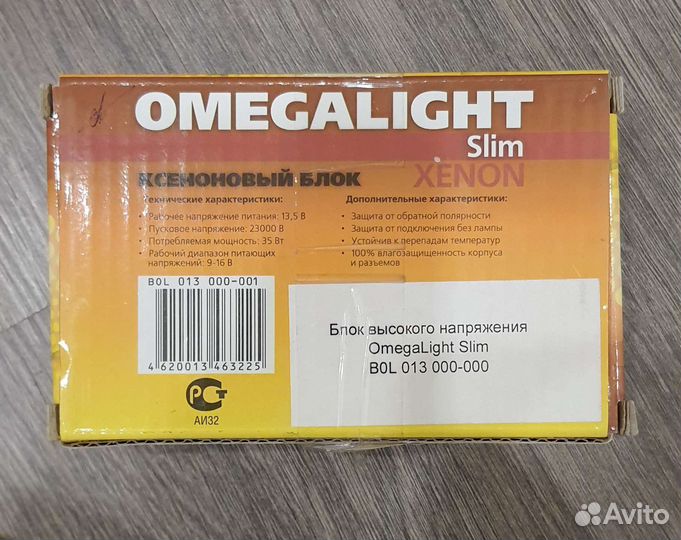 OMEGALIGHT
Slim
XENON
КСЕНОНОВЫЙ БЛОК
Технические характеристики:
• Рабочее напряжение питания: 13,5 В
• Пусковое напряжение: 23000 В
• Потребляемая мощность: 35 Вт
• Рабочий диапазон питающих
напряжений: 9-16 В
Дополнительные характеристики:
• Защита от обратной полярности
• Защита от подключения без лампы
• Устойчив к перепадам температур
• 100% влагозащищенность корпуса
и разъемов
B0L 013 000-001
4 620013 463225
РСТ
АИ32
Блок высокого напряжения
OmegaLight Slim
B0L 013 000-000
Avito